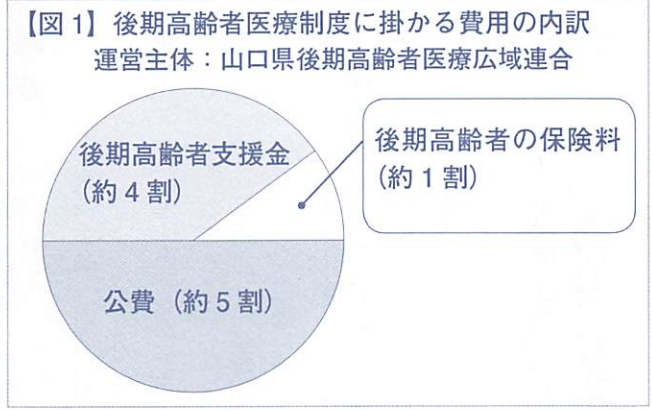 【図1】後期高齢者医療制度に掛かる費用の内訳
運営主体：山口県後期高齢者医療広域連合
後期高齢者支援金
(約4割)
後期高齢者の保険料
(約1割)
公費（約5割）